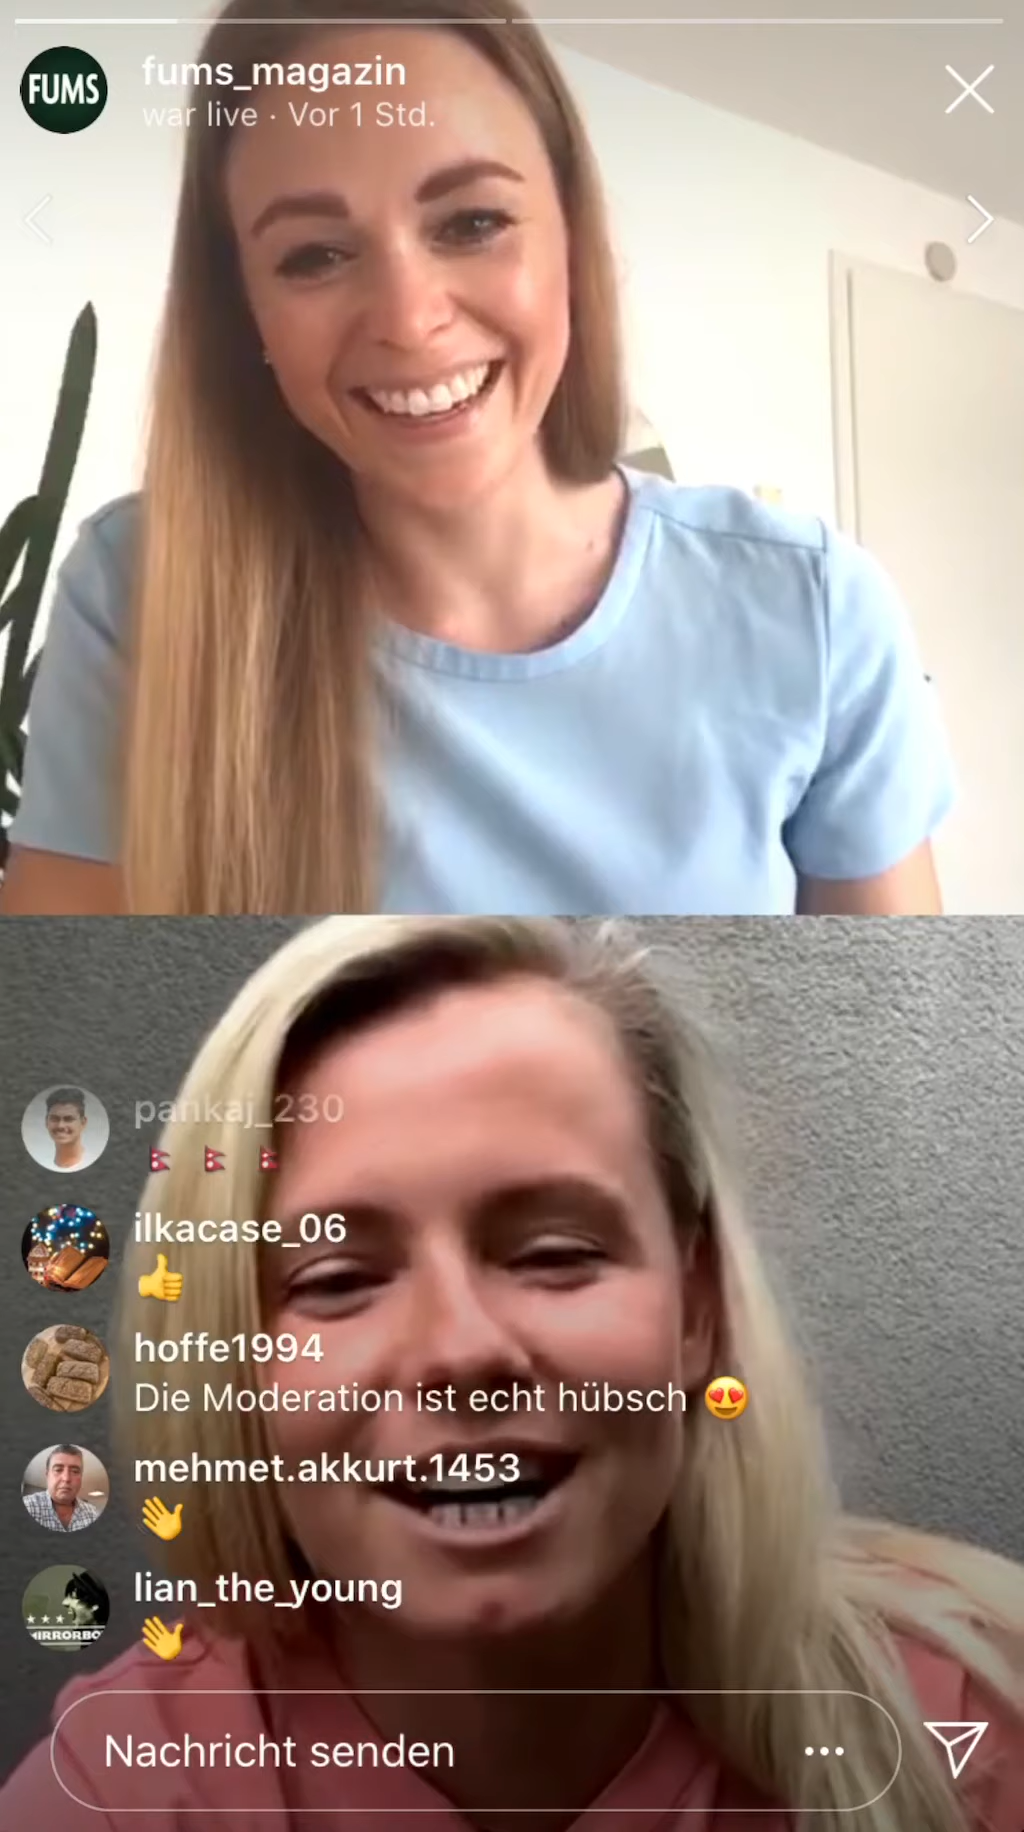 FUMS
fums_magazin
war live · Vor 1 Std.
pankaj_230
🇳🇵 🇳🇵 🇳🇵
ilkacase_06
👍
hoffe1994
Die Moderation ist echt hübsch 😍
mehmet.akkurt.1453
👋
lian_the_young
👋
Nachricht senden